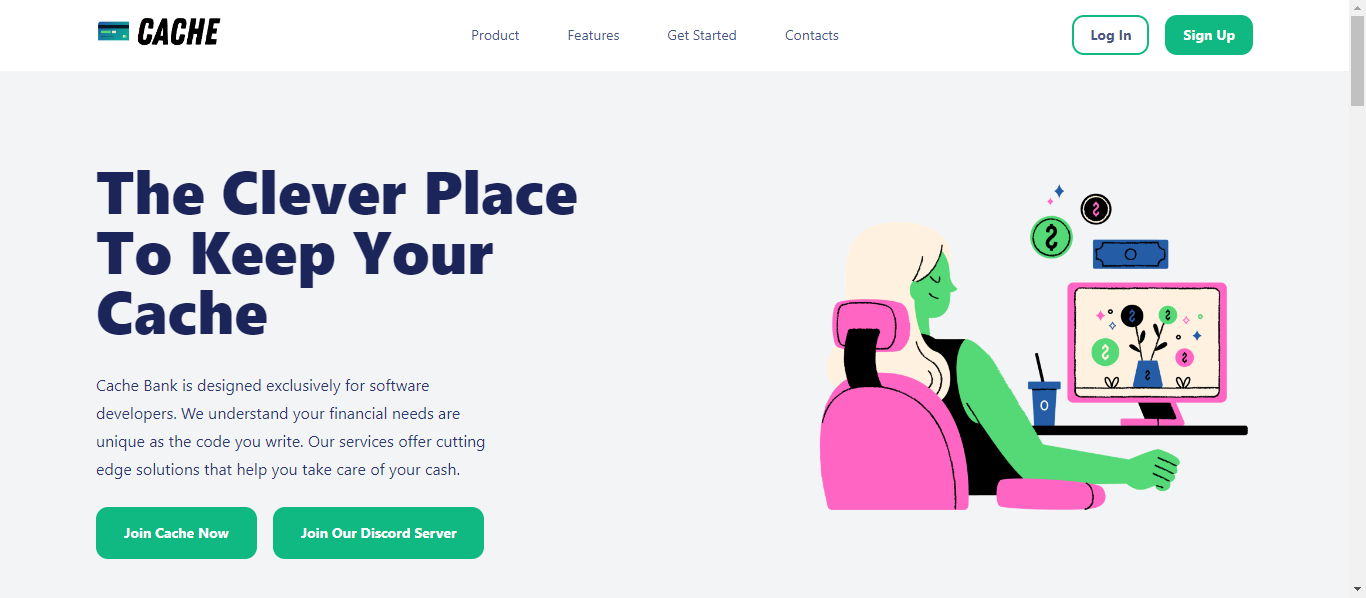 CACHE
Product
Features
Get Started
Contacts
Log In
Sign Up
The Clever Place
To Keep Your
Cache
Cache Bank is designed exclusively for software
developers. We understand your financial needs are
unique as the code you write. Our services offer cutting
edge solutions that help you take care of your cash.
Join Cache Now
Join Our Discord Server